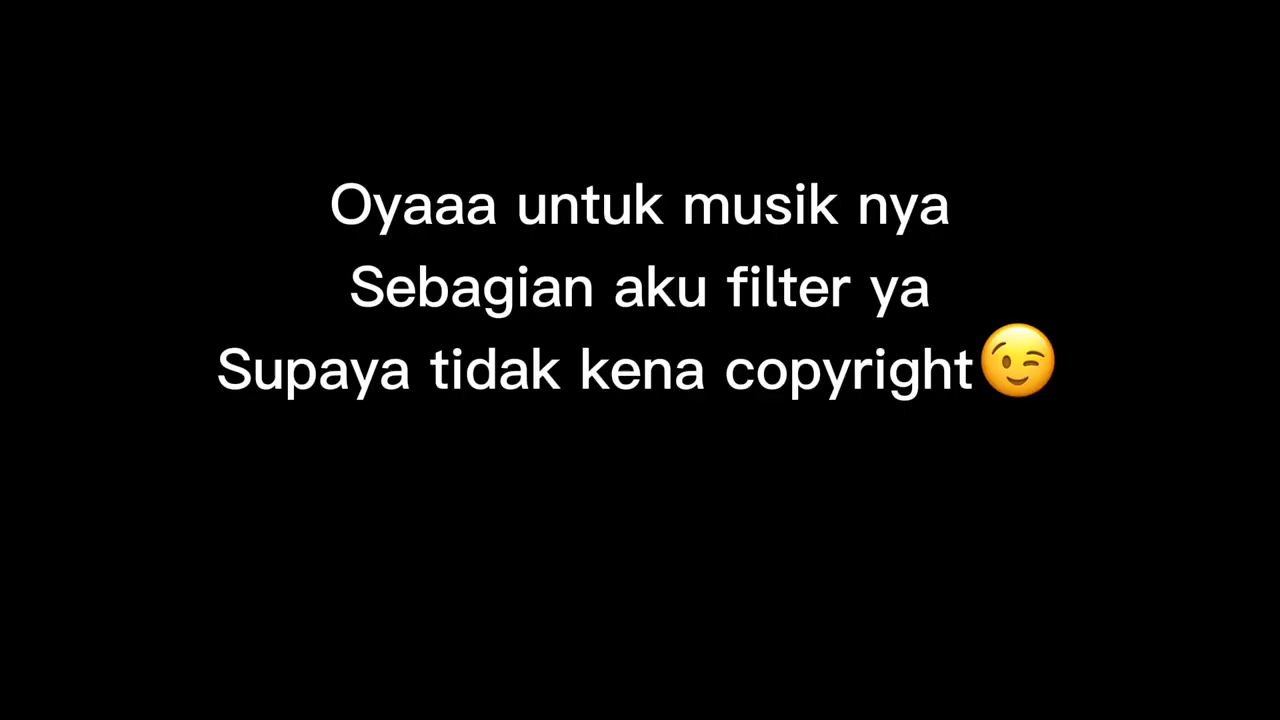 Oyaaa untuk musik nya
Sebagian aku filter ya
Supaya tidak kena copyright😉